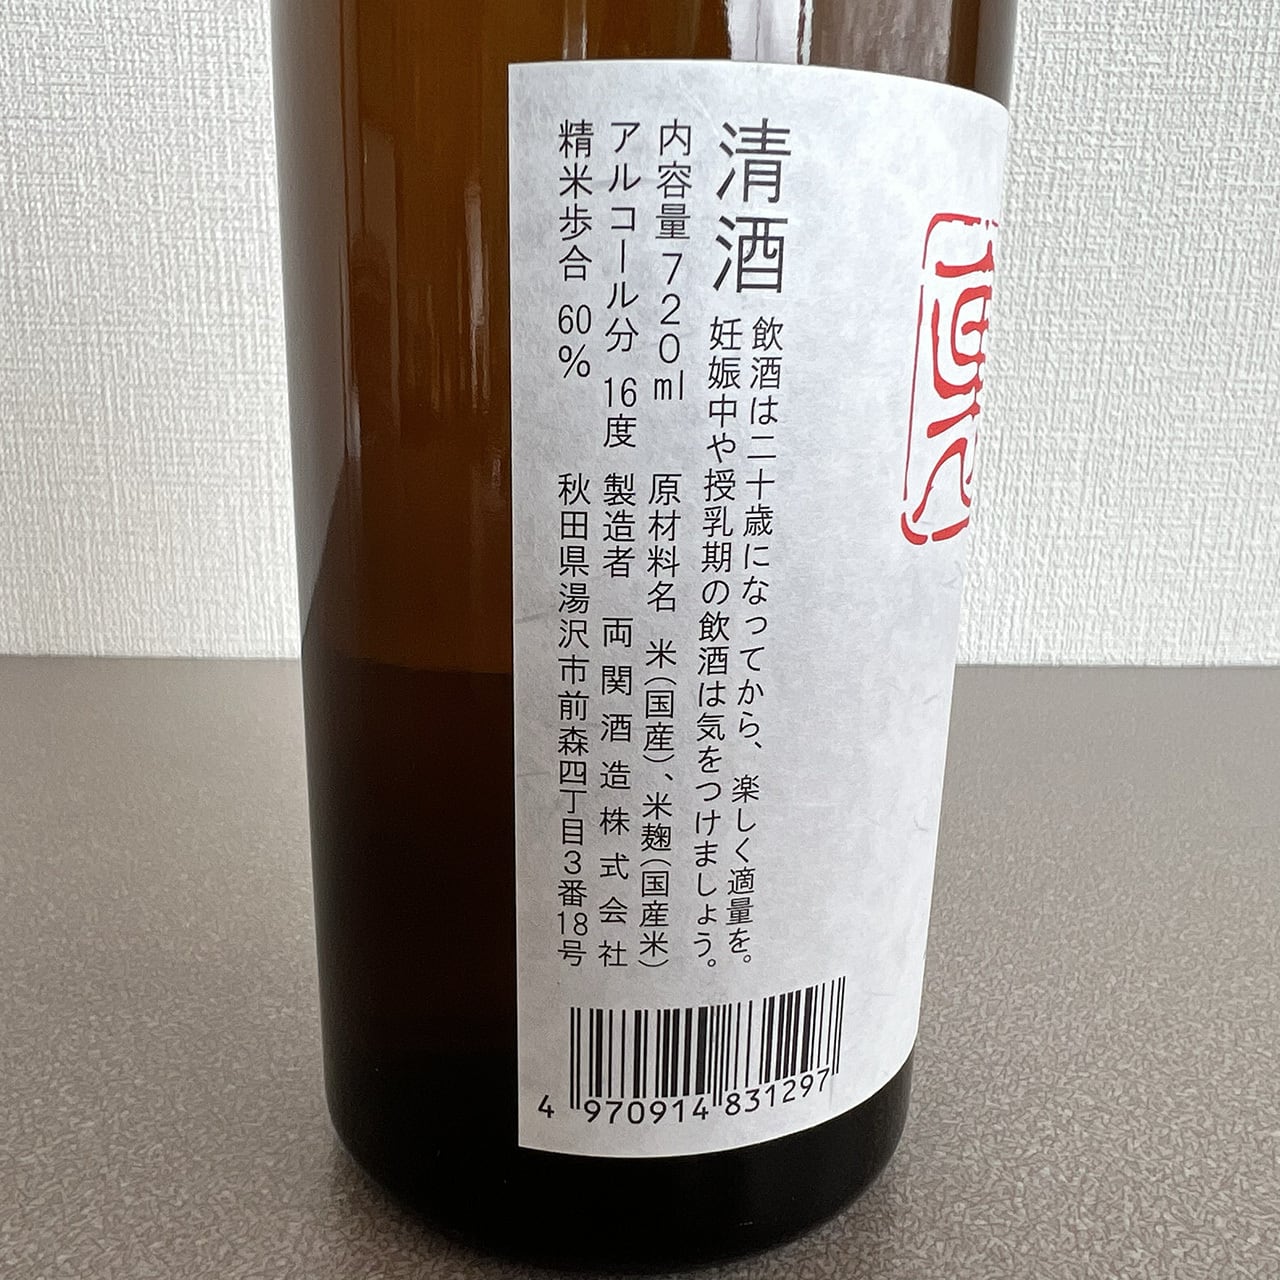 清酒
飲酒は二十歳になってから、楽しく適量を。
妊娠中や授乳期の飲酒は気をつけましょう。
内容量 720ml
原材料名 米(国産)、米麹(国産米)
アルコール分 16度
製造者 両関酒造株式会社
精米歩合 60%
秋田県湯沢市前森四丁目3番18号
4 970914 831297